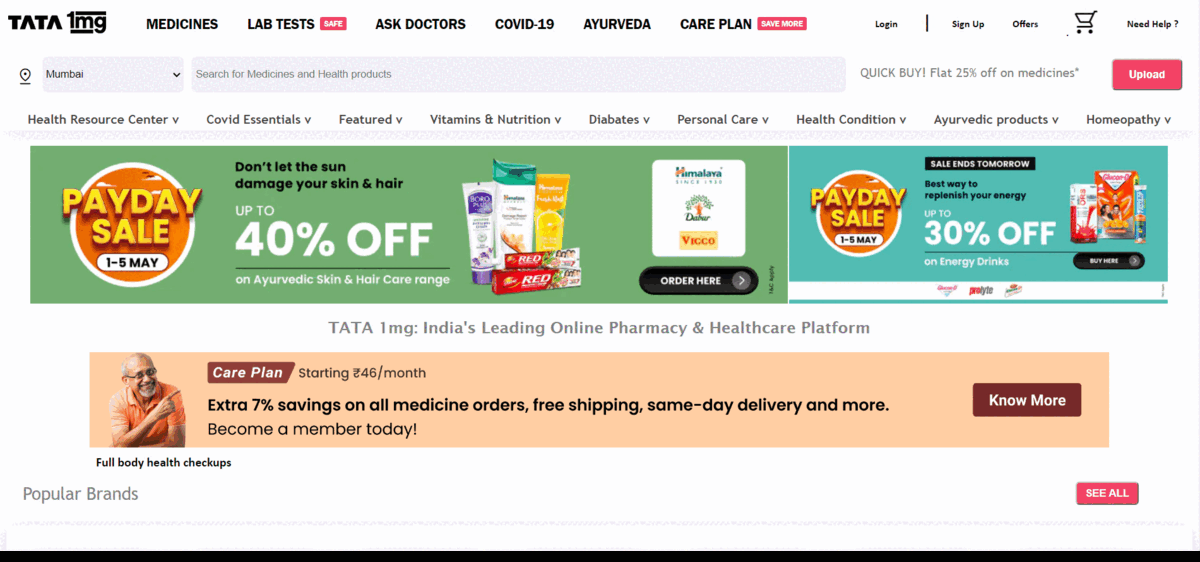 TATA 1mg MEDICINES LAB TESTS SAFE ASK DOCTORS COVID-19 AYURVEDA CARE PLAN SAVE MORE Login | Sign Up Offers Need Help ?
Mumbai Search for Medicines and Health products QUICK BUY! Flat 25% off on medicines* Upload
Health Resource Center v Covid Essentials v Featured v Vitamins & Nutrition v Diabates v Personal Care v Health Condition v Ayurvedic products v Homeopathy v
PAYDAY
SALE
1-5 MAY
Don't let the sun
damage your skin & hair
UP TO
40% OFF
on Ayurvedic Skin & Hair Care range
BORO PLUS
Himalaya
RED
RED
Himalaya
SINCE 1930
Dabur
VICCO
ORDER HERE
T&C Apply
PAYDAY
SALE
1-5 MAY
SALE ENDS TOMORROW
Best way to
replenish your energy
UP TO
30% OFF
on Energy Drinks
Glucon-D
BUY HERE
Glucon-D prolyte
TATA 1mg: India's Leading Online Pharmacy & Healthcare Platform
Care Plan Starting ₹46/month
Extra 7% savings on all medicine orders, free shipping, same-day delivery and more.
Become a member today!
Know More
Full body health checkups
Popular Brands SEE ALL